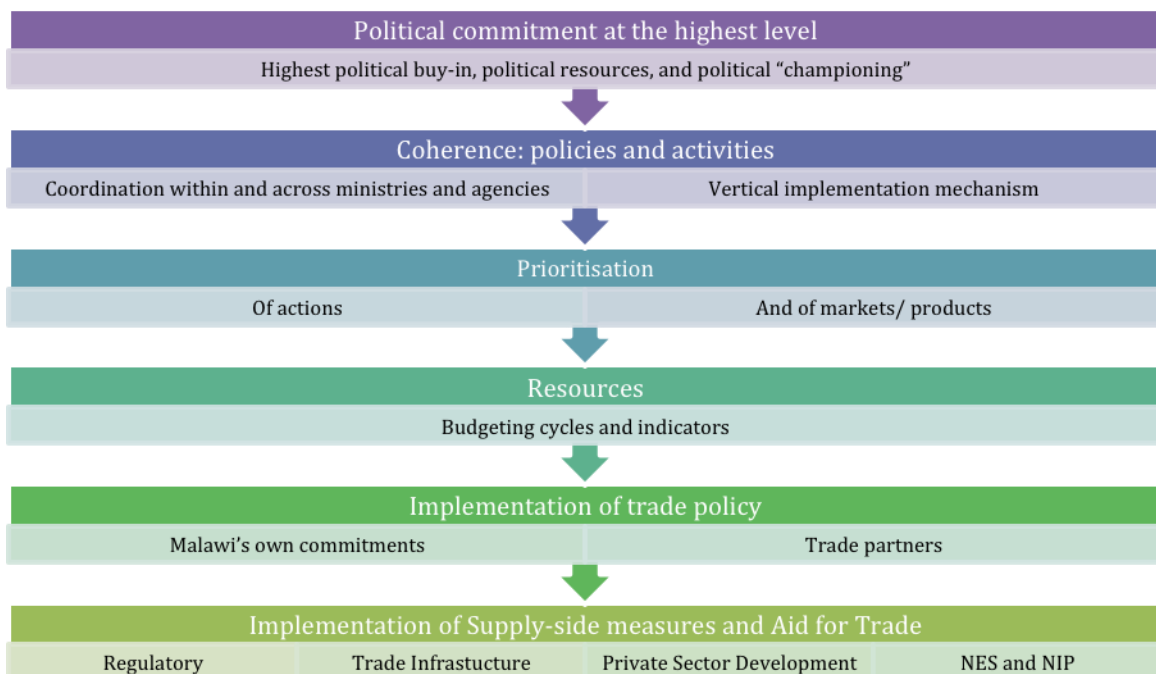 Political commitment at the highest level
Highest political buy-in, political resources, and political “championing”
Coherence: policies and activities
Coordination within and across ministries and agencies
Vertical implementation mechanism
Prioritisation
Of actions
And of markets/ products
Resources
Budgeting cycles and indicators
Implementation of trade policy
Malawi’s own commitments
Trade partners
Implementation of Supply-side measures and Aid for Trade
Regulatory
Trade Infrastucture
Private Sector Development
NES and NIP